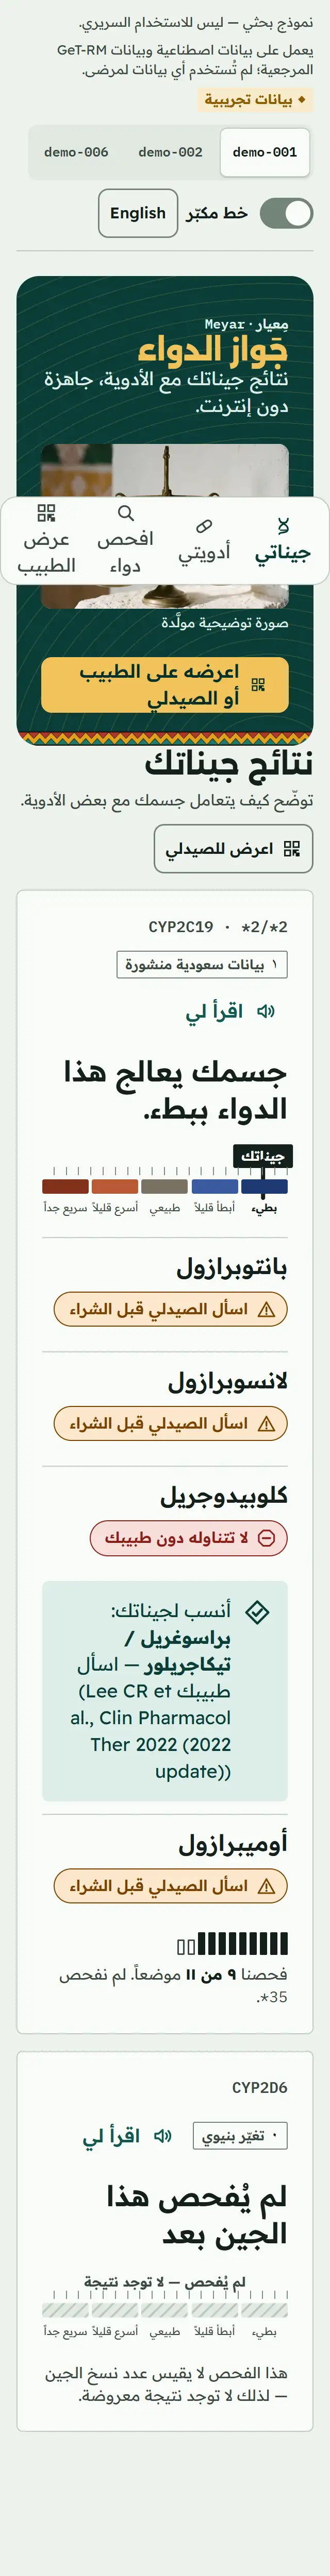 نموذج بحثي — ليس للاستخدام السريري.
يعمل على بيانات اصطناعية وبيانات GeT-RM
المرجعية؛ لم تُستخدم أي بيانات لمرضى.
بيانات تجريبية
demo-001
demo-002
demo-006
خط مكبّر
English
مِعيار · Meyar
جَواز الدواء
نتائج جيناتك مع الأدوية، جاهزة
دون إنترنت.
جيناتي
أدويتي
افحص
دواء
عرض
الطبيب
صورة توضيحية مولَّدة
اعرضه على الطبيب
أو الصيدلي
نتائج جيناتك
توضّح كيف يتعامل جسمك مع بعض الأدوية.
اعرض للصيدلي
CYP2C19 · *2/*2
١ بيانات سعودية منشورة
اقرأ لي
جسمك يعالج هذا
الدواء ببطء.
جيناتك
بطيء
أبطأ قليلاً
طبيعي
أسرع قليلاً
سريع جداً
بانتوبرازول
اسأل الصيدلي قبل الشراء
لانسوبرازول
اسأل الصيدلي قبل الشراء
كلوبيدوجريل
لا تتناوله دون طبيبك
أنسب لجيناتك:
براسوغريل /
تيكاجريلور — اسأل
طبيبك (Lee CR et
al., Clin Pharmacol
Ther 2022 (2022
update))
أوميبرازول
اسأل الصيدلي قبل الشراء
فحصنا ٩ من ١١ موضعاً. لم نفحص
*35.
CYP2D6
تغيّر بنيوي
اقرأ لي
لم يُفحص هذا
الجين بعد
لم يُفحص — لا توجد نتيجة
بطيء
أبطأ قليلاً
طبيعي
أسرع قليلاً
سريع جداً
هذا الفحص لا يقيس عدد نسخ الجين
— لذلك لا توجد نتيجة معروضة.